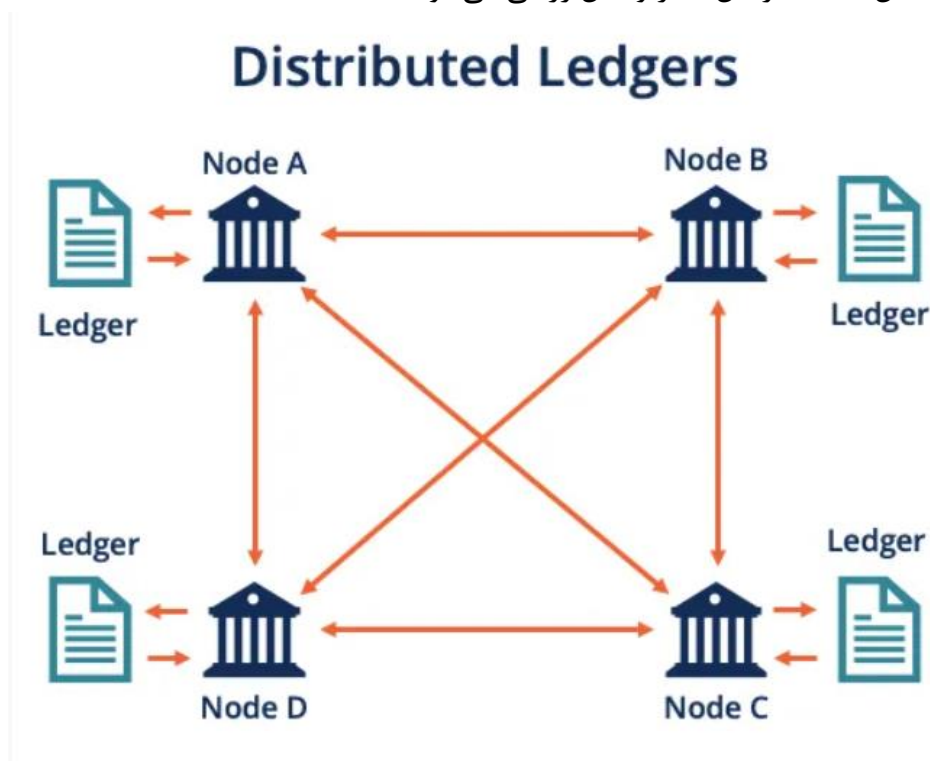 Distributed Ledgers
Node A
Node B
Ledger
Ledger
Ledger
Ledger
Node D
Node C